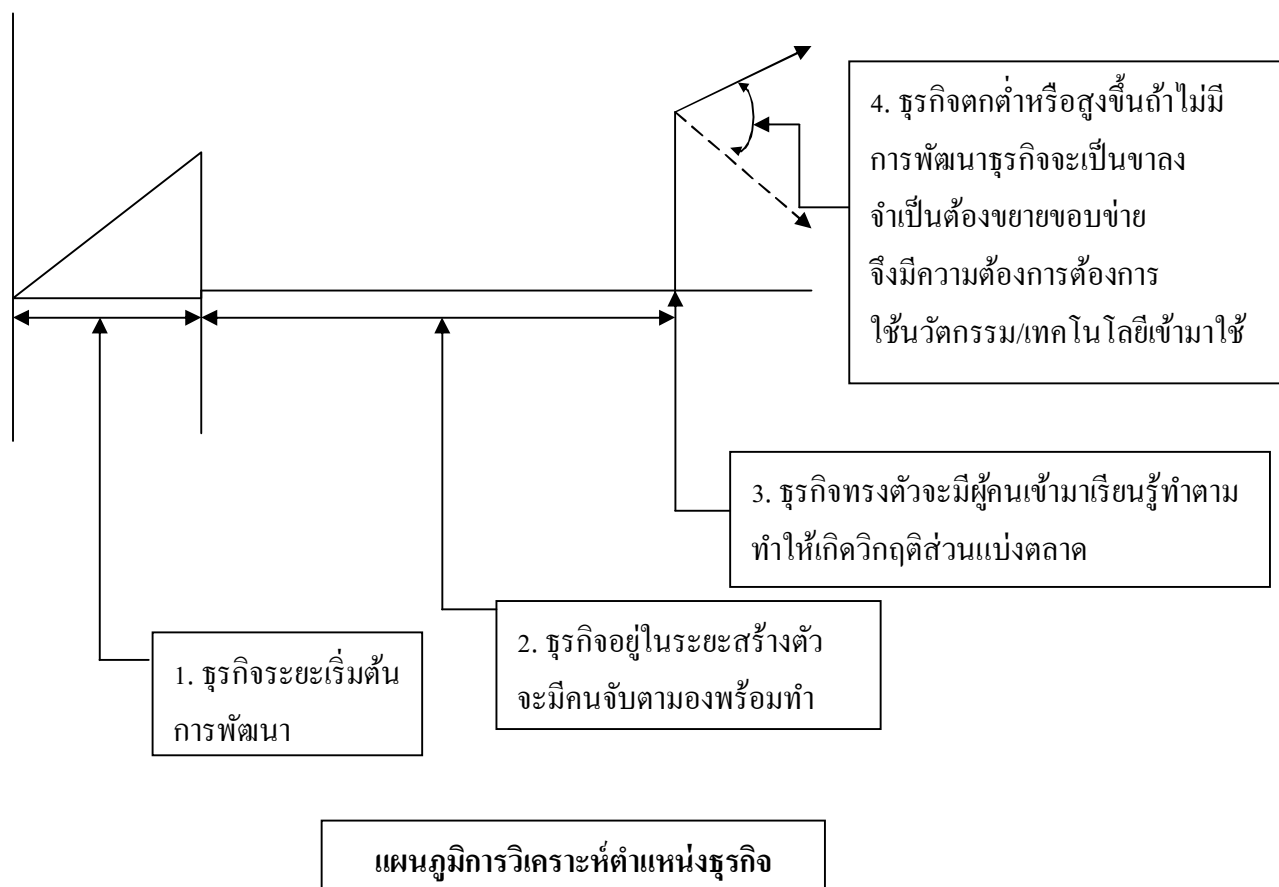 4. ธุรกิจตกต่ำหรือสูงขึ้นถ้าไม่มี
การพัฒนาธุรกิจจะเป็นขาลง
จำเป็นต้องขยายขอบข่าย
จึงมีความต้องการต้องการ
ใช้นวัตกรรม/เทคโนโลยีเข้ามาใช้
3. ธุรกิจทรงตัวจะมีผู้คนเข้ามาเรียนรู้ทำตาม
ทำให้เกิดวิกฤติส่วนแบ่งตลาด
2. ธุรกิจอยู่ในระยะสร้างตัว
จะมีคนจับตามองพร้อมทำ
1. ธุรกิจระยะเริ่มต้น
การพัฒนา
แผนภูมิการวิเคราะห์ตำแหน่งธุรกิจ